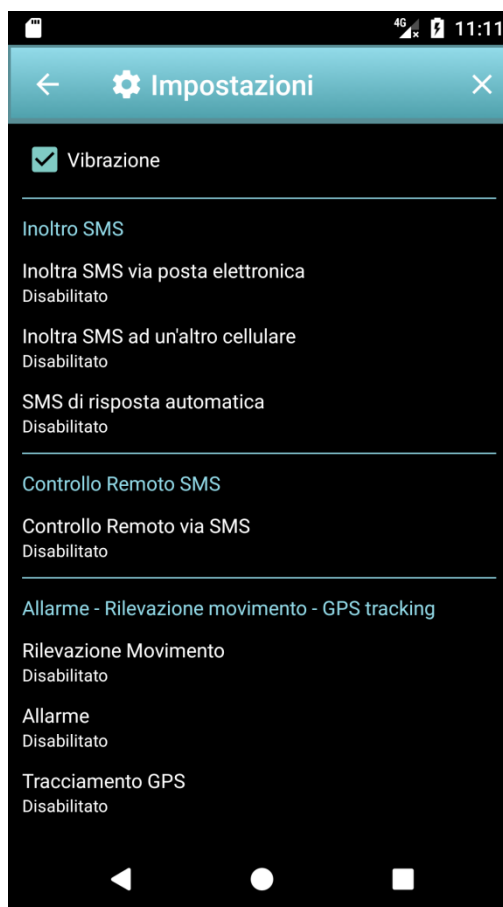 4G 11:11
Impostazioni
Vibrazione
Inoltro SMS
Inoltra SMS via posta elettronica
Disabilitato
Inoltra SMS ad un'altro cellulare
Disabilitato
SMS di risposta automatica
Disabilitato
Controllo Remoto SMS
Controllo Remoto via SMS
Disabilitato
Allarme - Rilevazione movimento - GPS tracking
Rilevazione Movimento
Disabilitato
Allarme
Disabilitato
Tracciamento GPS
Disabilitato